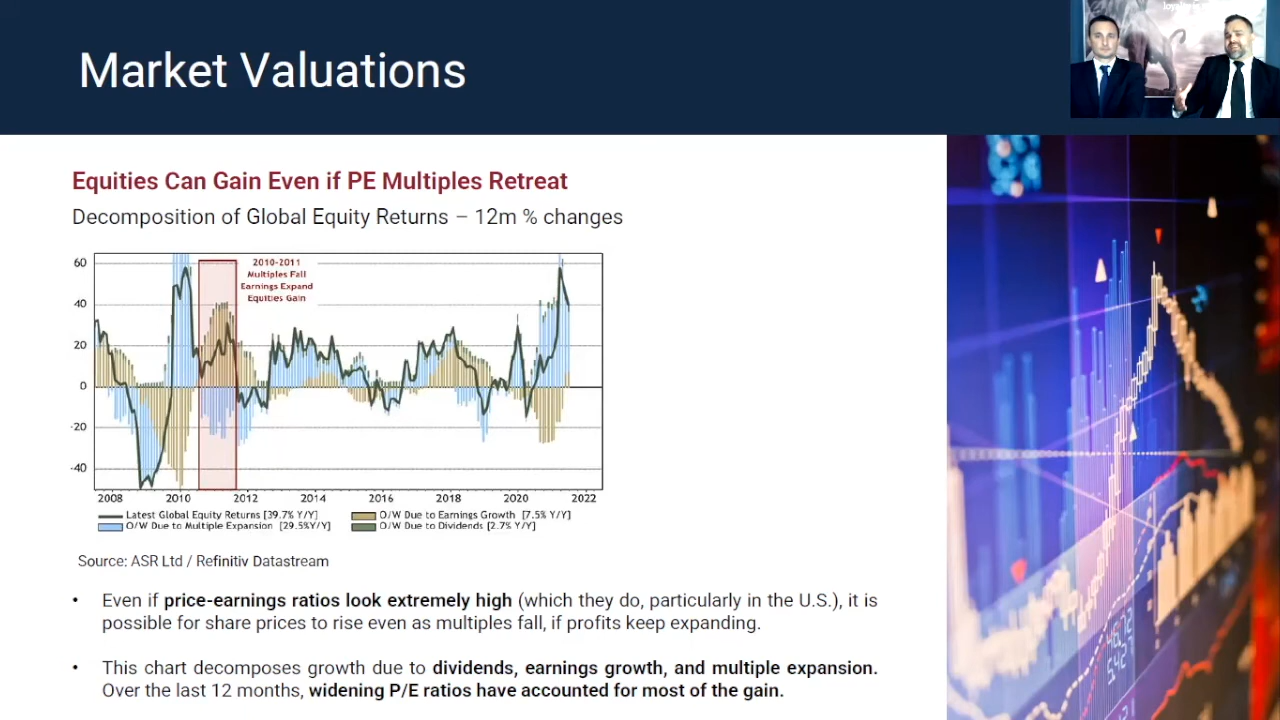 Market Valuations
Equities Can Gain Even if PE Multiples Retreat
Decomposition of Global Equity Returns – 12m % changes
60
40
20
0
-20
-40
2010-2011
Multiples Fall
Earnings Expand
Equities Gain
2008 2010 2012 2014 2016 2018 2020 2022
Latest Global Equity Returns [39.7% Y/Y]
O/W Due to Multiple Expansion [29.5%Y/Y]
O/W Due to Earnings Growth [7.5% Y/Y]
O/W Due to Dividends [2.7% Y/Y]
Source: ASR Ltd / Refinitiv Datastream
• Even if price-earnings ratios look extremely high (which they do, particularly in the U.S.), it is
possible for share prices to rise even as multiples fall, if profits keep expanding.
• This chart decomposes growth due to dividends, earnings growth, and multiple expansion.
Over the last 12 months, widening P/E ratios have accounted for most of the gain.